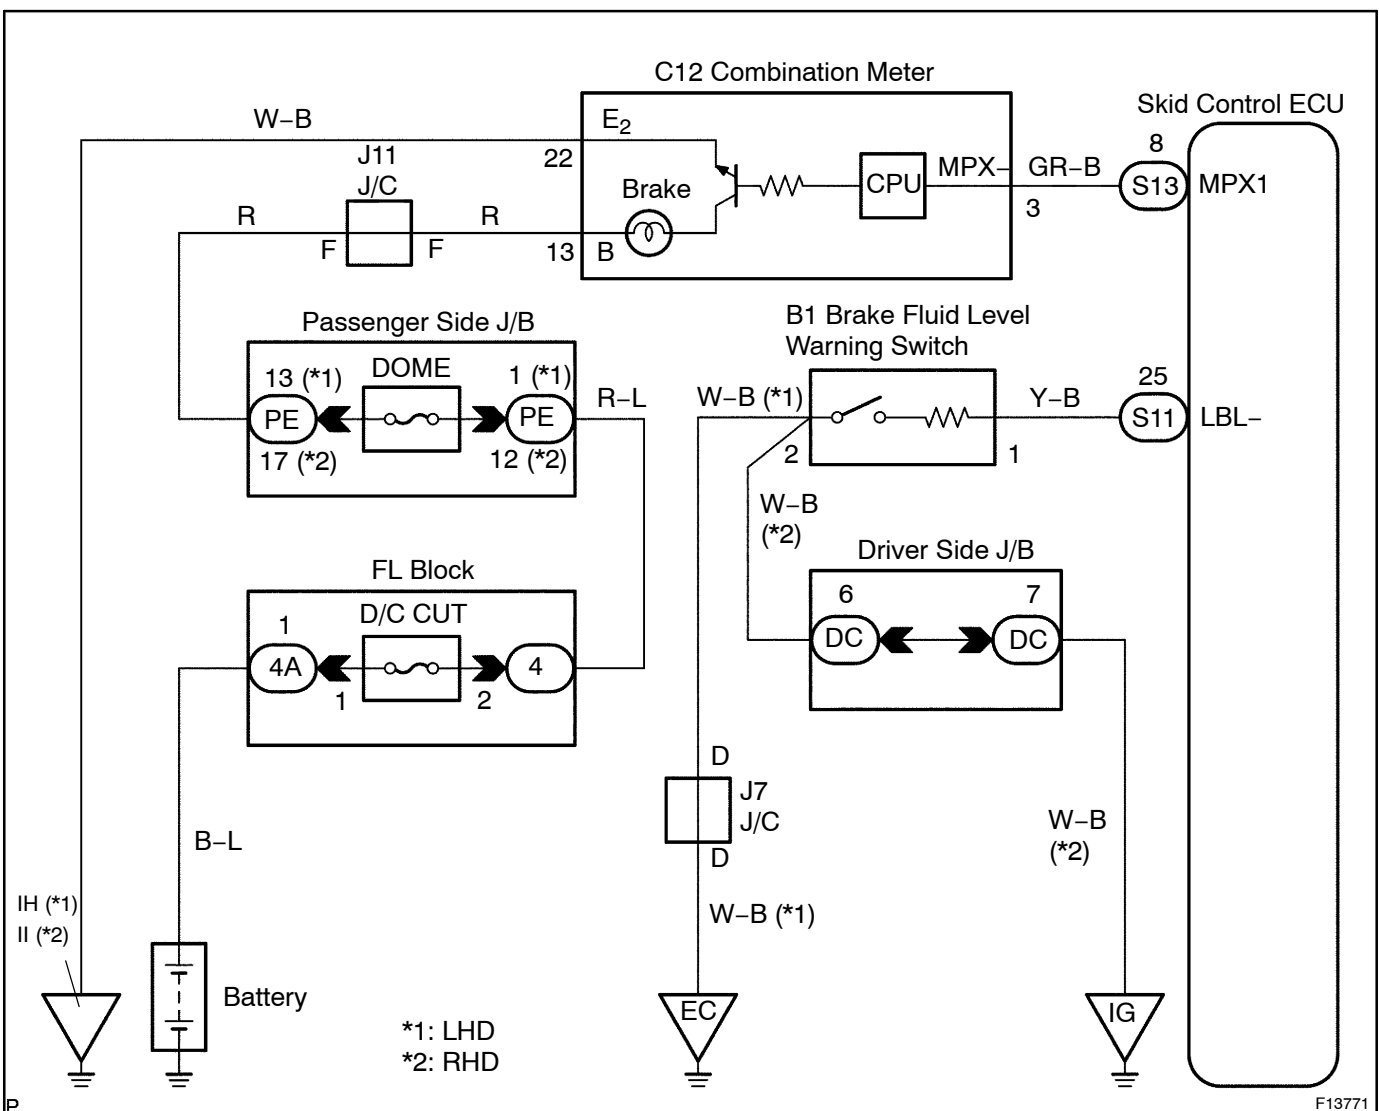 C12 Combination Meter
Skid Control ECU
W–B
E2
22
J11
J/C
Brake
CPU
MPX–
GR–B
3
8
S13
MPX1
R
F
F
R
13
B
Passenger Side J/B
DOME
13 (*1)
PE
17 (*2)
1 (*1)
PE
12 (*2)
R–L
B1 Brake Fluid Level
Warning Switch
W–B (*1)
2
1
Y–B
25
S11
LBL–
W–B
(*2)
Driver Side J/B
6
DC
7
DC
FL Block
D/C CUT
1
4A
1
2
4
B–L
D
J7
J/C
D
W–B (*1)
W–B
(*2)
IH (*1)
II (*2)
Battery
EC
IG
*1: LHD
*2: RHD
P
F13771